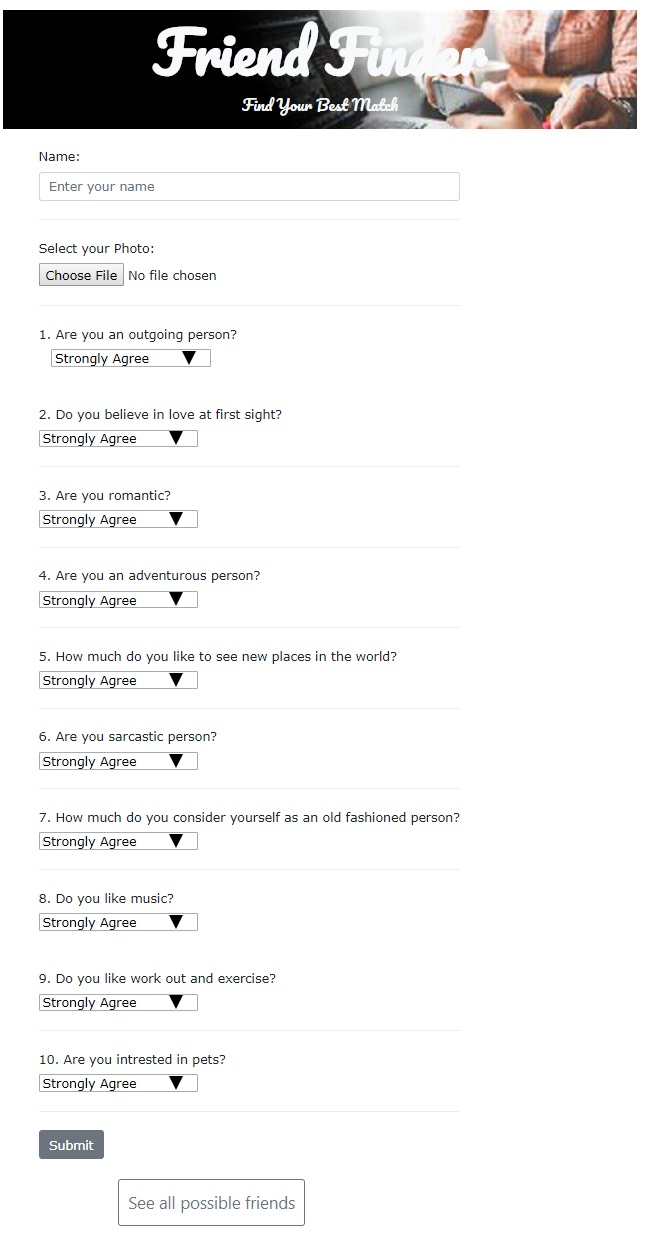 Friend Finder
Find Your Best Match
Name:
Enter your name
Select your Photo:
Choose File No file chosen
1. Are you an outgoing person?
Strongly Agree
2. Do you believe in love at first sight?
Strongly Agree
3. Are you romantic?
Strongly Agree
4. Are you an adventurous person?
Strongly Agree
5. How much do you like to see new places in the world?
Strongly Agree
6. Are you sarcastic person?
Strongly Agree
7. How much do you consider yourself as an old fashioned person?
Strongly Agree
8. Do you like music?
Strongly Agree
9. Do you like work out and exercise?
Strongly Agree
10. Are you intrested in pets?
Strongly Agree
Submit
See all possible friends